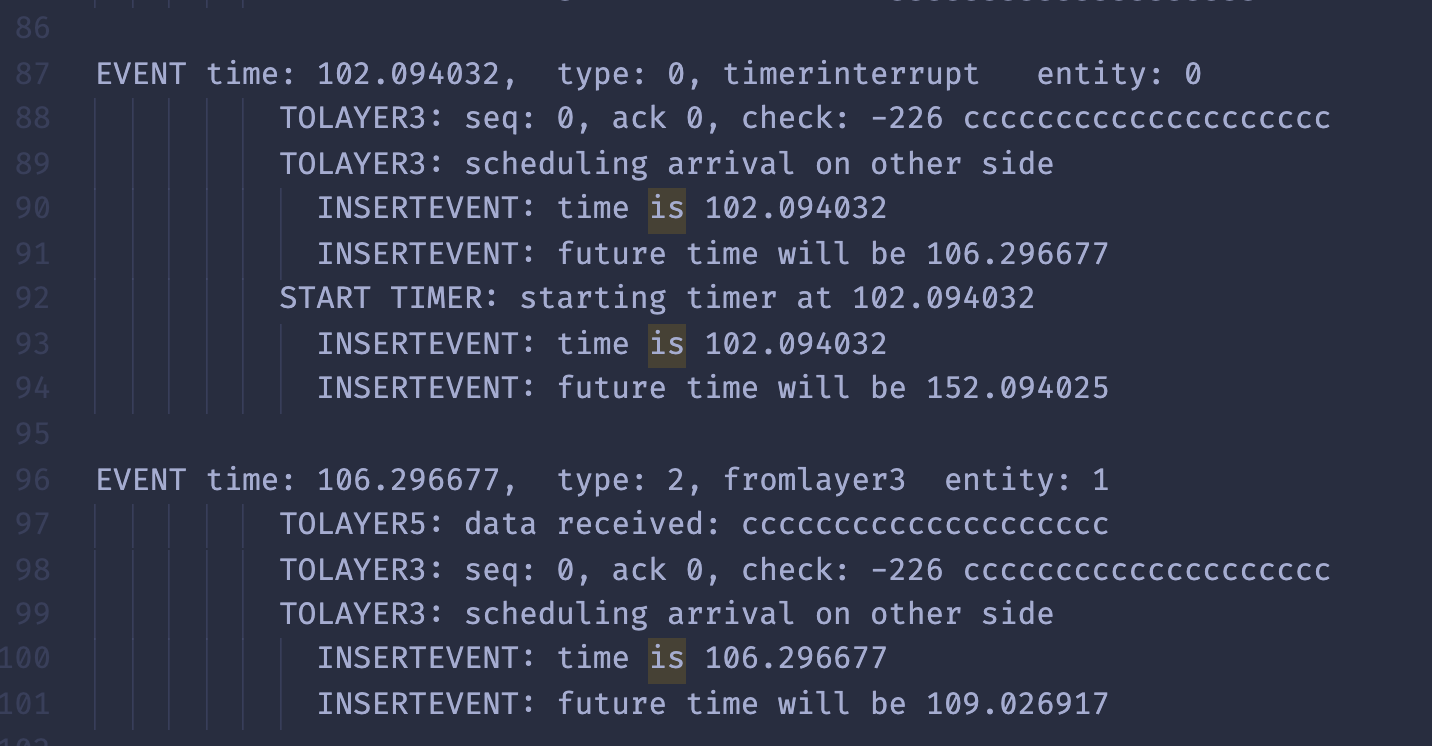 86
87 EVENT time: 102.094032,  type: 0, timerinterrupt   entity: 0
88           TOLAYER3: seq: 0, ack 0, check: -226 cccccccccccccccccccc
89           TOLAYER3: scheduling arrival on other side
90             INSERTEVENT: time is 102.094032
91             INSERTEVENT: future time will be 106.296677
92           START TIMER: starting timer at 102.094032
93             INSERTEVENT: time is 102.094032
94             INSERTEVENT: future time will be 152.094025
95
96 EVENT time: 106.296677,  type: 2, fromlayer3  entity: 1
97           TOLAYER5: data received: cccccccccccccccccccc
98           TOLAYER3: seq: 0, ack 0, check: -226 cccccccccccccccccccc
99           TOLAYER3: scheduling arrival on other side
100             INSERTEVENT: time is 106.296677
101             INSERTEVENT: future time will be 109.026917